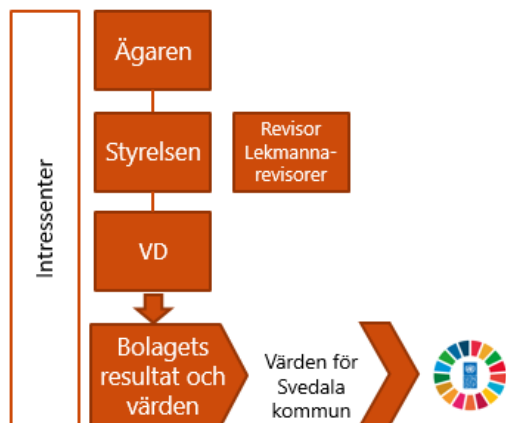 Intressenter
Ägaren
Styrelsen
Revisor
Lekmanna-
revisorer
VD
Bolagets
resultat och
värden
Värden för
Svedala
kommun